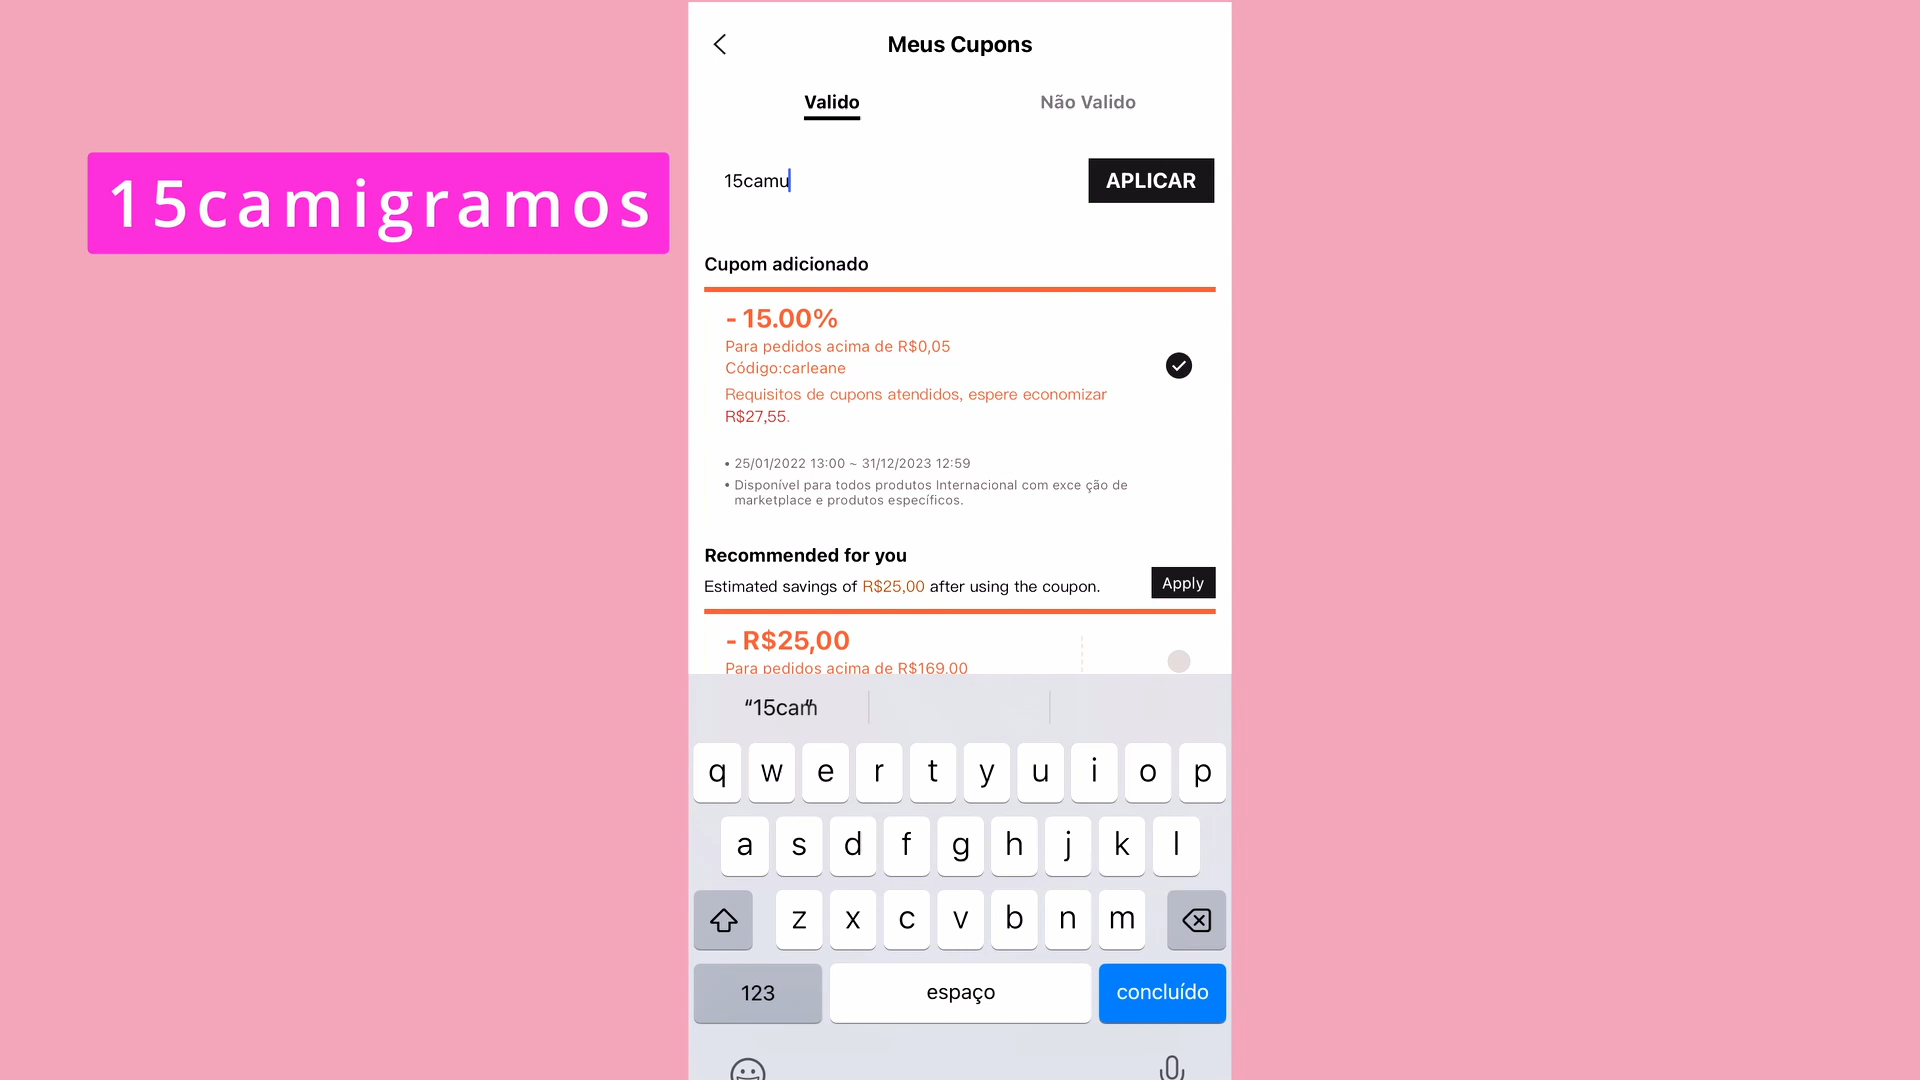 Meus Cupons
Valido
Não Valido
15camigramos
15camu
APLICAR
Cupom adicionado
- 15.00%
Para pedidos acima de R$0,05
Código:carleane
Requisitos de cupons atendidos, espere economizar
R$27,55.
• 25/01/2022 13:00 ~ 31/12/2023 12:59
• Disponível para todos produtos Internacional com exce ção de
marketplace e produtos específicos.
Recommended for you
Estimated savings of R$25,00 after using the coupon.
Apply
- R$25,00
Para pedidos acima de R$169,00
q w e r t y u i o p
a s d f g h j k l
z x c v b n m
123 espaço concluído